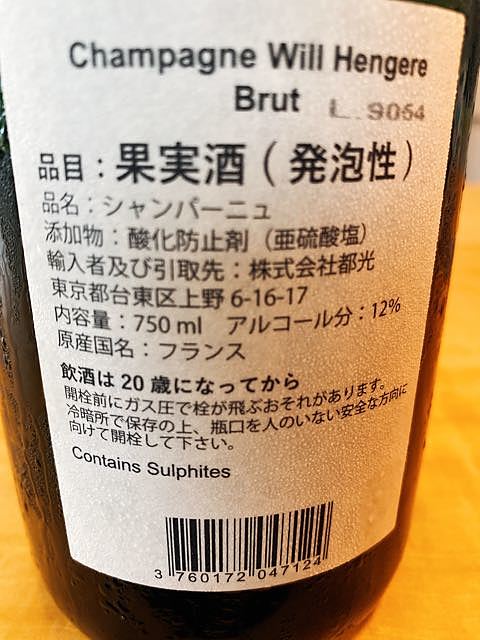 Champagne Will Hengere
Brut L.9054
品目：果実酒（発泡性）
品名：シャンパーニュ
添加物：酸化防止剤（亜硫酸塩）
輸入者及び引取先：株式会社都光
東京都台東区上野 6-16-17
内容量：750 ml アルコール分：12%
原産国名：フランス
飲酒は 20 歳になってから
開栓前にガス圧で栓が飛ぶおそれがあります。
冷暗所で保存の上、瓶口を人のいない安全な方向に
向けて開栓して下さい。
Contains Sulphites
3 760172 047124